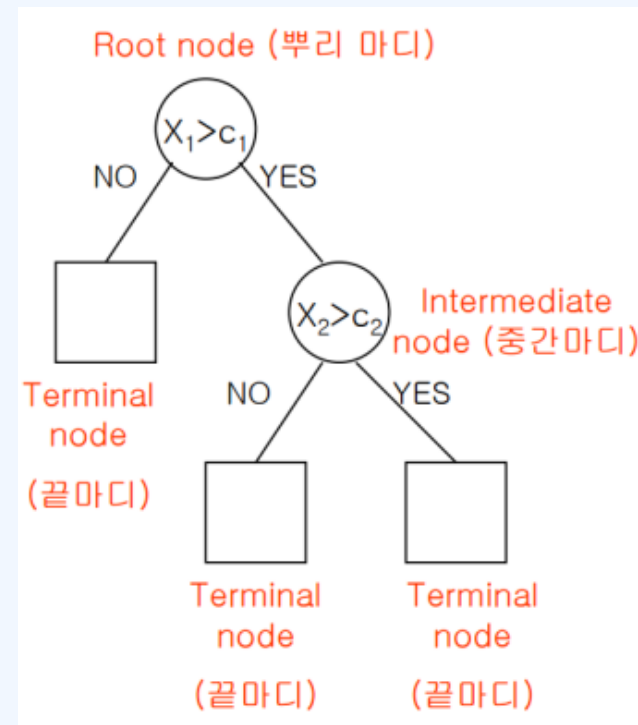 Root node (뿌리 마디)
X₁>c₁
NO
YES
X₂>c₂
Intermediate
node (중간마디)
Terminal
node
(끝마디)
NO
YES
Terminal
node
(끝마디)
Terminal
node
(끝마디)